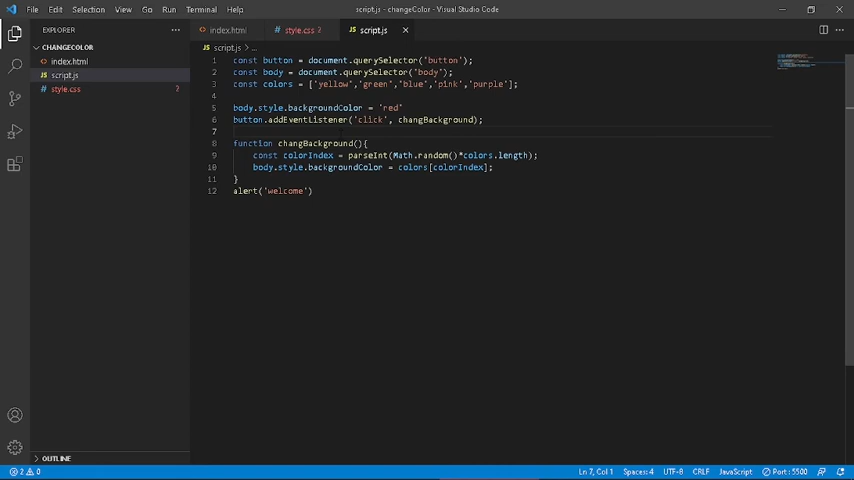 File Edit Selection View Go Run Terminal Help script.js - changeColor - Visual Studio Code
EXPLORER
index.html
style.css 2
script.js
CHANGECOLOR
index.html
script.js
style.css 2
script.js > ...
1 const button = document.querySelector('button');
2 const body = document.querySelector('body');
3 const colors = ['yellow','green','blue','pink','purple'];
4
5 body.style.backgroundColor = 'red'
6 button.addEventListener('click', changBackground);
7
8 function changBackground(){
9 const colorIndex = parseInt(Math.random()*colors.length);
10 body.style.backgroundColor = colors[colorIndex];
11 }
12 alert('welcome')
OUTLINE
2 0 Ln 7, Col 1 Spaces: 4 UTF-8 CRLF JavaScript Port : 5500